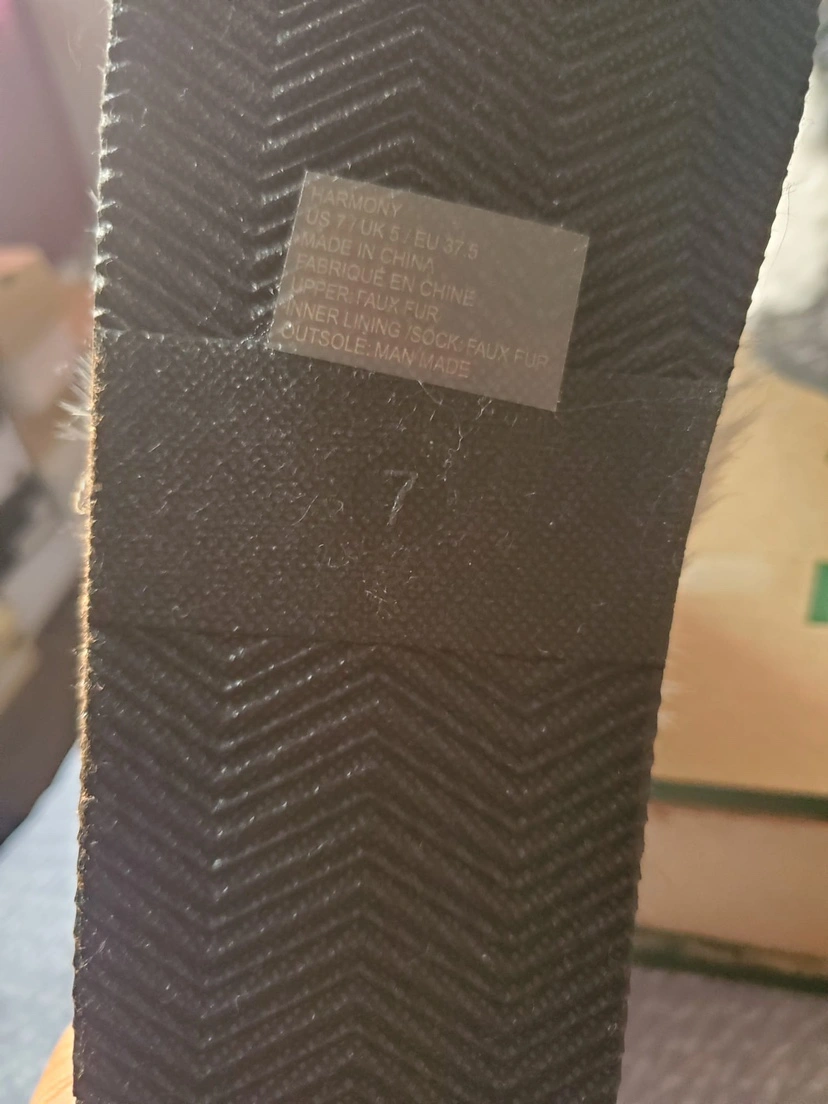 HARMONY
US 7 / UK 5 / EU 37.5
MADE IN CHINA
FABRIQUÉ EN CHINE
UPPER: FAUX FUR
INNER LINING /SOCK: FAUX FUR
OUTSOLE: MAN MADE
7